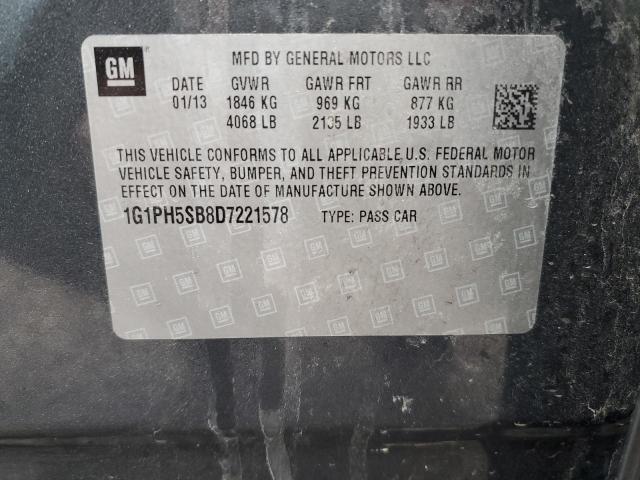 GM
MFD BY GENERAL MOTORS LLC
DATE GVWR GAWR FRT GAWR RR
01/13 1846 KG 969 KG 877 KG
4068 LB 2135 LB 1933 LB
THIS VEHICLE CONFORMS TO ALL APPLICABLE U.S. FEDERAL MOTOR
VEHICLE SAFETY, BUMPER, AND THEFT PREVENTION STANDARDS IN
EFFECT ON THE DATE OF MANUFACTURE SHOWN ABOVE.
1G1PH5SB8D7221578 TYPE: PASS CAR